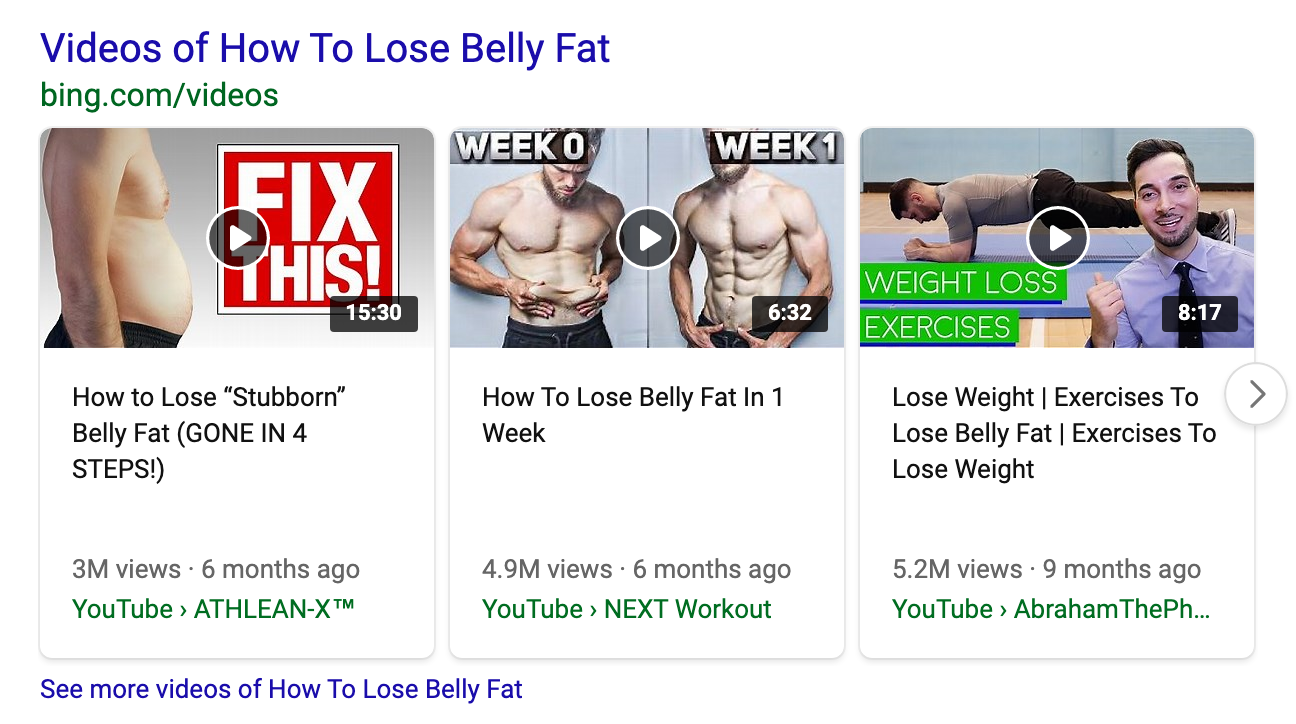 Videos of How To Lose Belly Fat
bing.com/videos
FIX
THIS!
15:30
WEEK 0
WEEK 1
6:32
WEIGHT LOSS
EXERCISES
8:17
How to Lose “Stubborn”
Belly Fat (GONE IN 4
STEPS!)
3M views · 6 months ago
YouTube › ATHLEAN-X™
How To Lose Belly Fat In 1
Week
4.9M views · 6 months ago
YouTube › NEXT Workout
Lose Weight | Exercises To
Lose Belly Fat | Exercises To
Lose Weight
5.2M views · 9 months ago
YouTube › AbrahamThePh...
See more videos of How To Lose Belly Fat